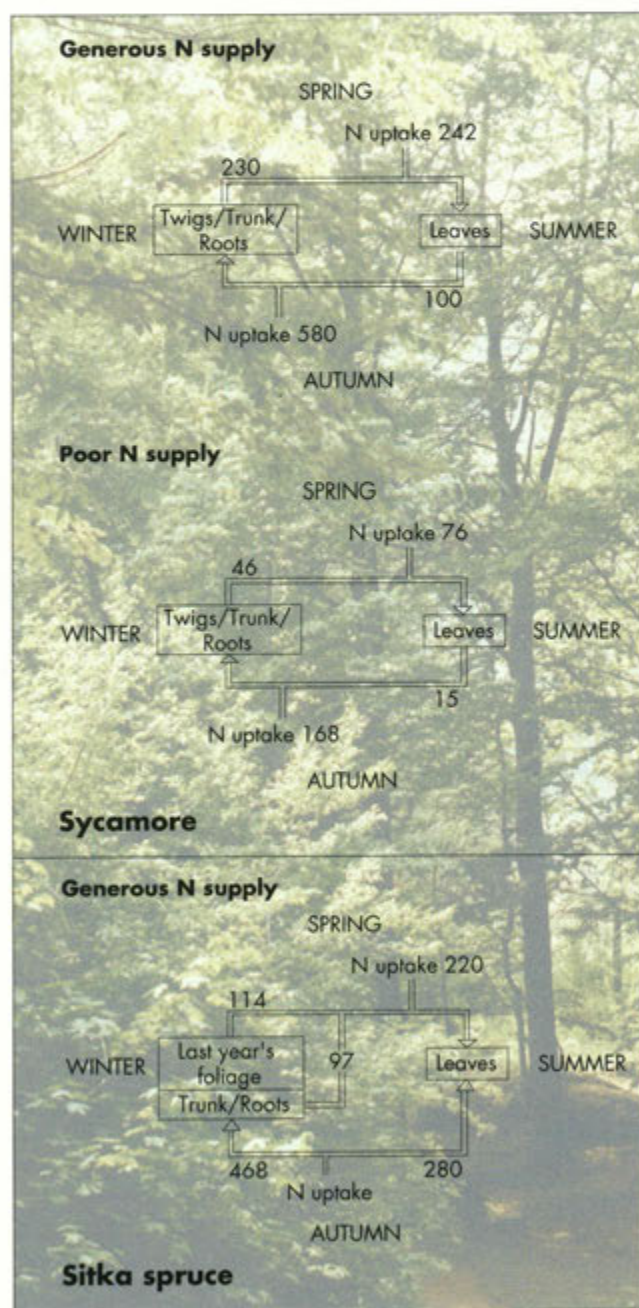 Generous N supply
SPRING
N uptake 242
230
WINTER
Twigs/Trunk/
Roots
Leaves
SUMMER
100
N uptake 580
AUTUMN
Poor N supply
SPRING
N uptake 76
46
WINTER
Twigs/Trunk/
Roots
Leaves
SUMMER
15
N uptake 168
AUTUMN
Sycamore
Generous N supply
SPRING
N uptake 220
114
WINTER
Last year's
foliage
Trunk/Roots
97
Leaves
SUMMER
468
280
N uptake
AUTUMN
Sitka spruce